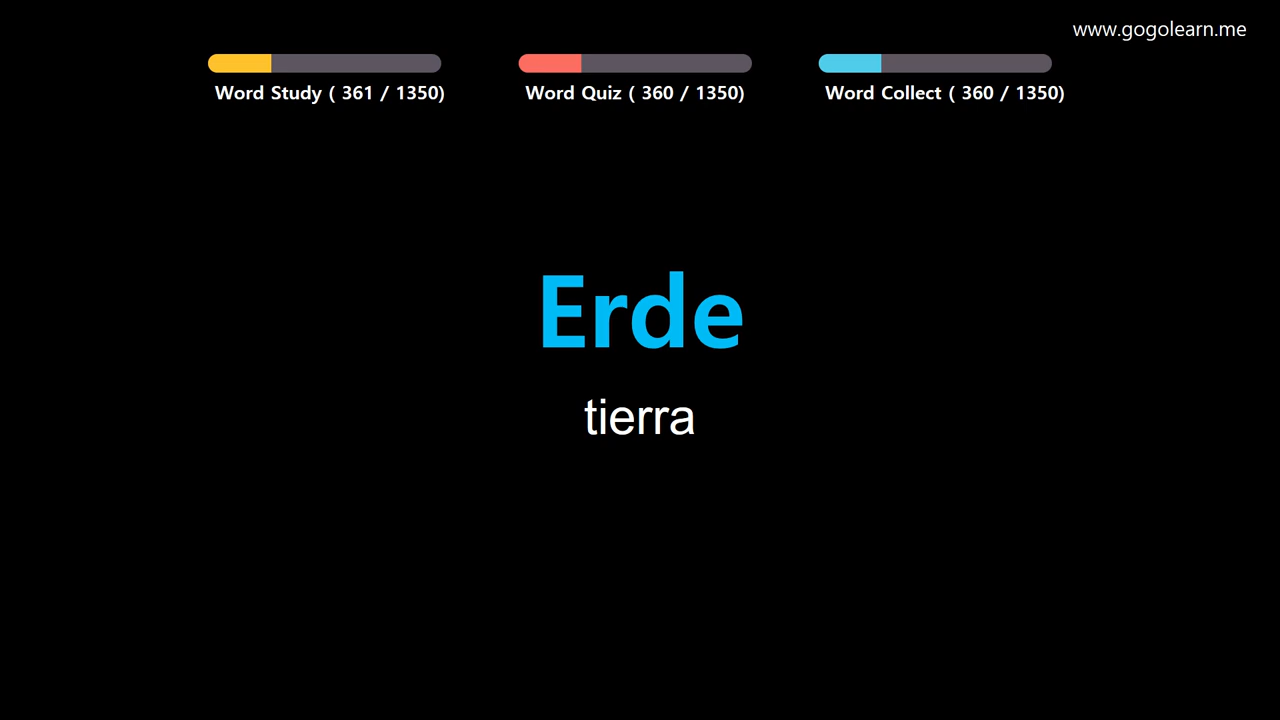 www.gogolearn.me
Word Study ( 361 / 1350)
Word Quiz ( 360 / 1350)
Word Collect ( 360 / 1350)
Erde
tierra